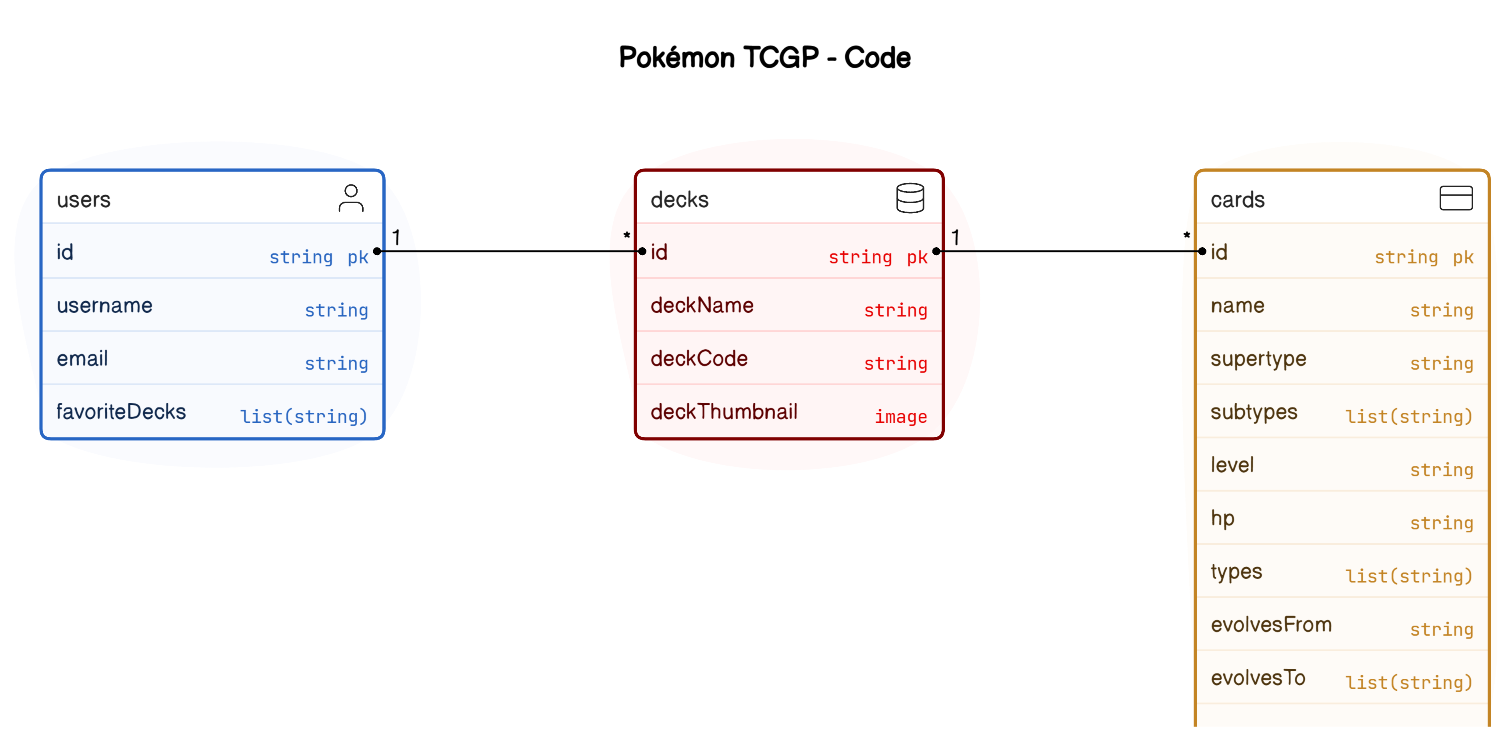 Pokémon TCGP - Code
users
id string pk
username string
email string
favoriteDecks list(string)
1 *
decks
id string pk
deckName string
deckCode string
deckThumbnail image
1 *
cards
id string pk
name string
supertype string
subtypes list(string)
level string
hp string
types list(string)
evolvesFrom string
evolvesTo list(string)